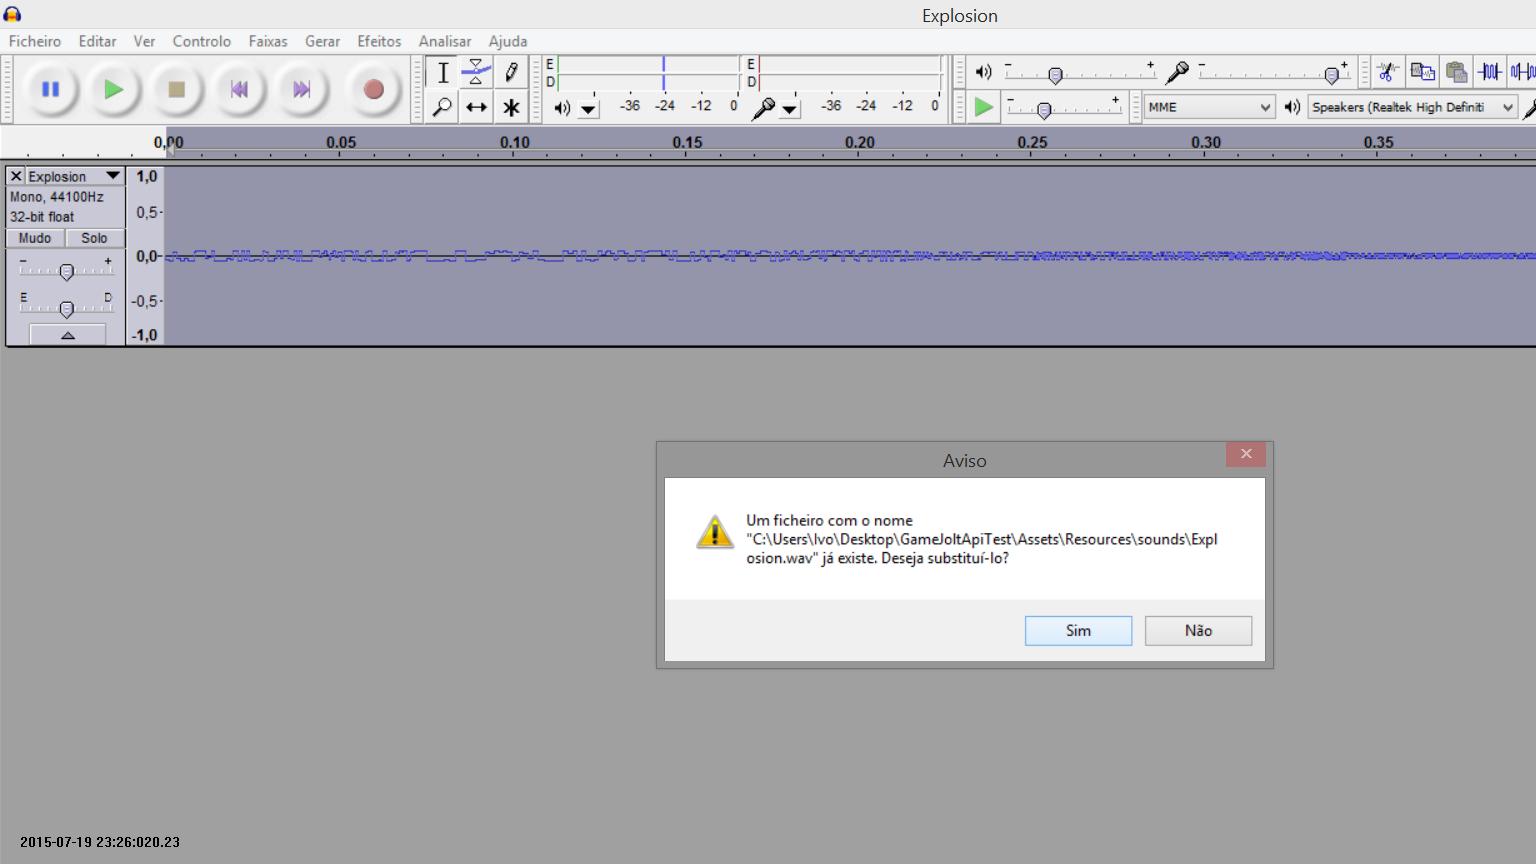 Explosion
Ficheiro Editar Ver Controlo Faixas Gerar Efeitos Analisar Ajuda
E
D
-36 -24 -12 0
E
D
-36 -24 -12 0
MME
Speakers (Realtek High Definiti
0,00 0.05 0.10 0.15 0.20 0.25 0.30 0.35
Explosion
Mono, 44100Hz
32-bit float
Mudo Solo
- +
E D
1,0
0,5-
0,0-
-0,5-
-1,0
Aviso
Um ficheiro com o nome
"C:\Users\Ivo\Desktop\GameJoltApiTest\Assets\Resources\sounds\Expl
osion.wav" já existe. Deseja substituí-lo?
Sim Não
2015-07-19 23:26:020.23